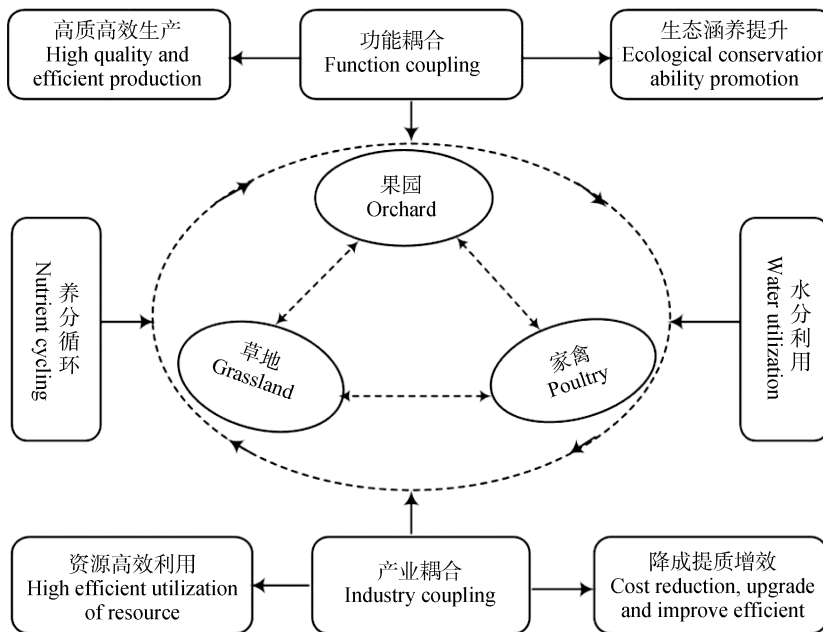 高质高效生产
High quality and
efficient production
功能耦合
Function coupling
生态涵养提升
Ecological conservation
ability promotion
果园
Orchard
养分循环
Nutrient cycling
草地
Grassland
家禽
Poultry
水分利用
Water utilization
资源高效利用
High efficient utilization
of resource
产业耦合
Industry coupling
降成提质增效
Cost reduction, upgrade
and improve efficient